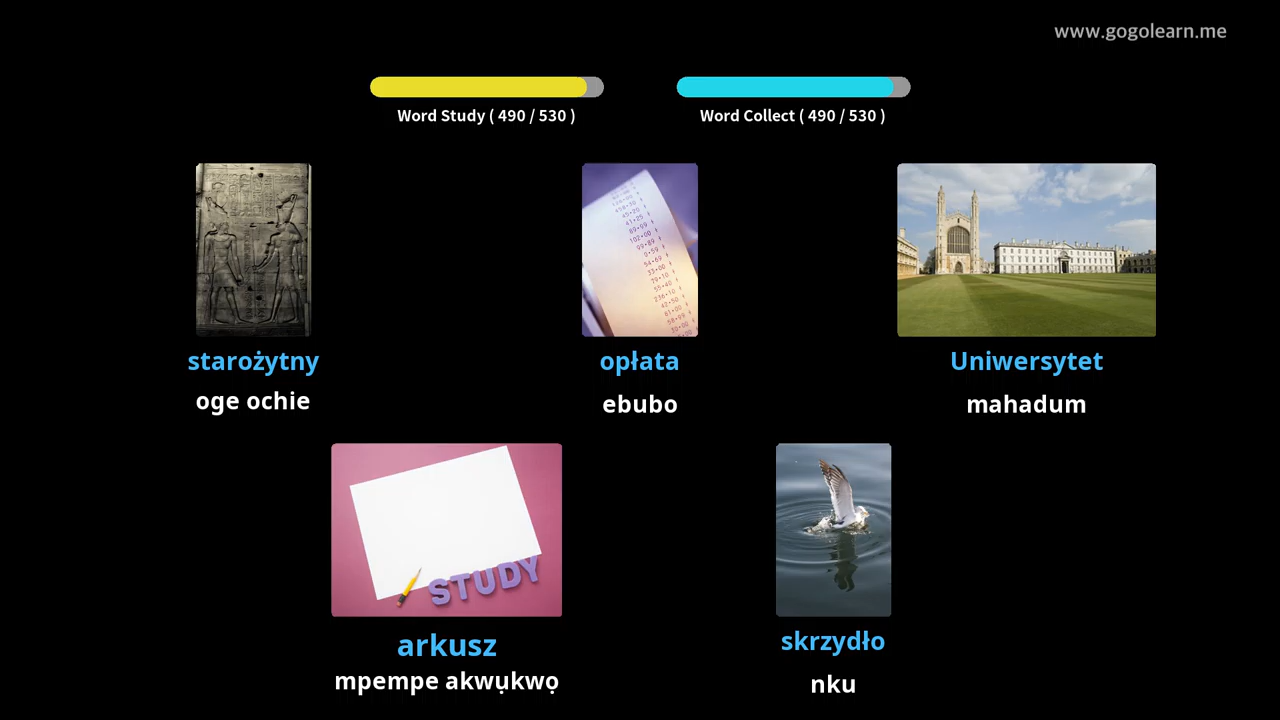 www.gogolearn.me
Word Study ( 490 / 530 )
Word Collect ( 490 / 530 )
starożytny
oge ochie
opłata
ebubo
Uniwersytet
mahadum
STUDY
arkusz
mpempe akwụkwọ
skrzydło
nku